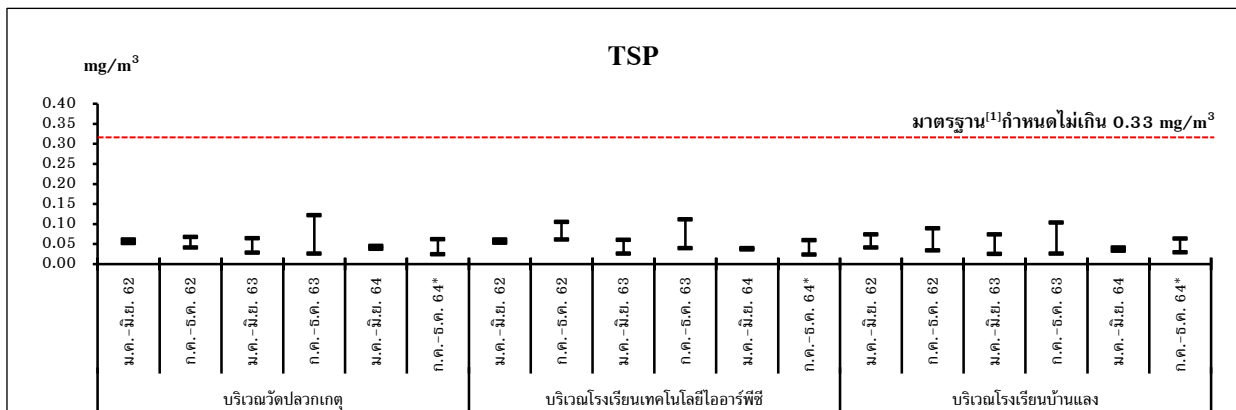 TSP
mg/m³
0.40
0.35
0.30
0.25
0.20
0.15
0.10
0.05
0.00
มาตรฐาน[1]กำหนดไม่เกิน 0.33 mg/m³
ม.ค.-มิ.ย. 62
ก.ค.-ธ.ค. 62
ม.ค.-มิ.ย. 63
ก.ค.-ธ.ค. 63
ม.ค.-มิ.ย. 64
ก.ค.-ธ.ค. 64*
ม.ค.-มิ.ย. 62
ก.ค.-ธ.ค. 62
ม.ค.-มิ.ย. 63
ก.ค.-ธ.ค. 63
ม.ค.-มิ.ย. 64
ก.ค.-ธ.ค. 64*
ม.ค.-มิ.ย. 62
ก.ค.-ธ.ค. 62
ม.ค.-มิ.ย. 63
ก.ค.-ธ.ค. 63
ม.ค.-มิ.ย. 64
ก.ค.-ธ.ค. 64*
บริเวณวัดปลวกเกตุ
บริเวณโรงเรียนเทคโนโลยีไออาร์พีซี
บริเวณโรงเรียนบ้านแลง